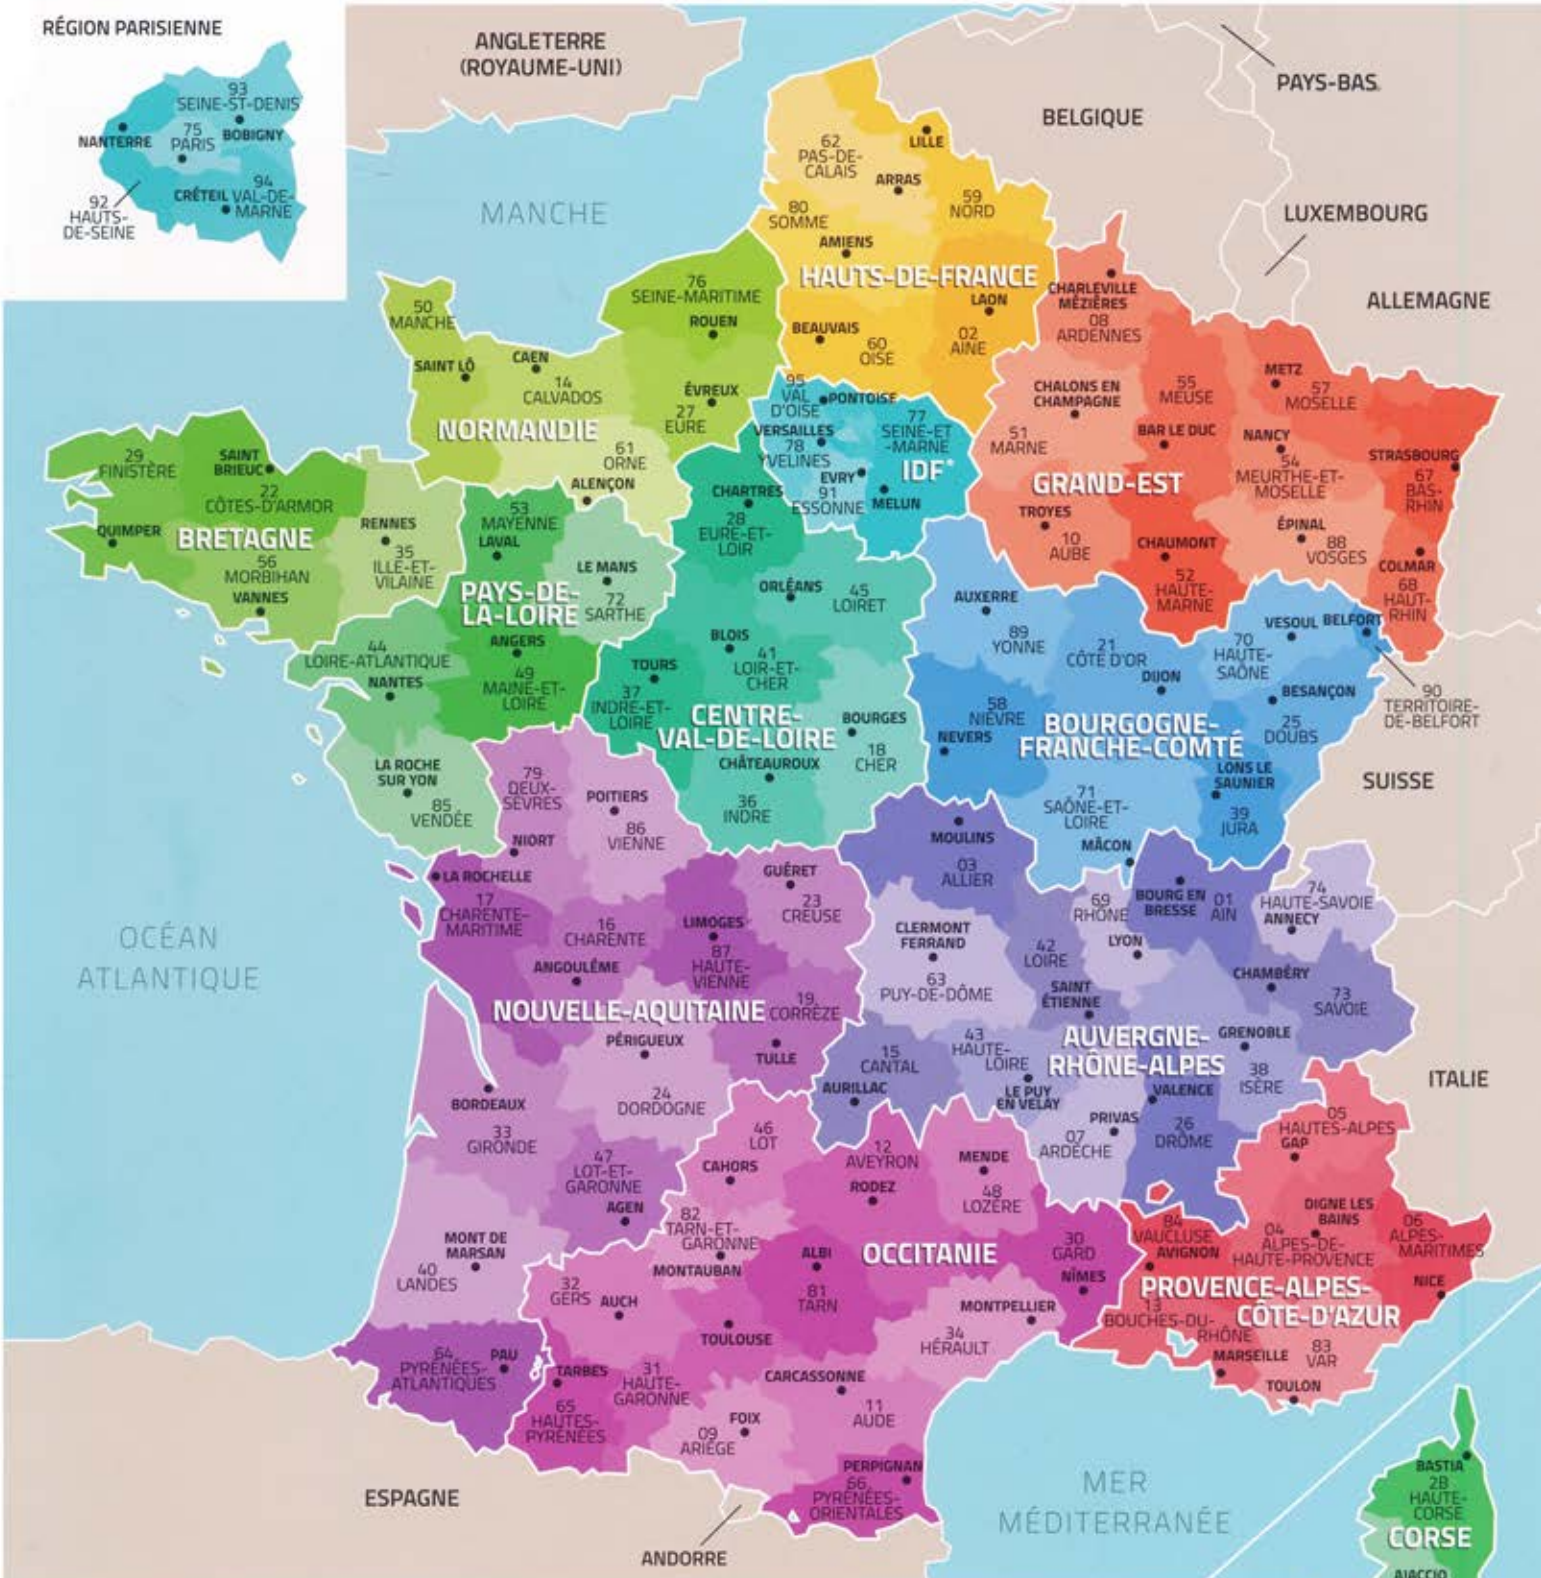 RÉGION PARISIENNE
93
SEINE-ST-DENIS
NANTERRE
75
PARIS
BOBIGNY
CRÉTEIL
94
VAL-DE-
MARNE
92
HAUTS-
DE-SEINE
ANGLETERRE
(ROYAUME-UNI)
MANCHE
PAYS-BAS
BELGIQUE
LUXEMBOURG
ALLEMAGNE
SUISSE
ITALIE
ESPAGNE
ANDORRE
OCÉAN
ATLANTIQUE
MER
MÉDITERRANÉE
62
PAS-DE-
CALAIS
LILLE
ARRAS
59
NORD
80
SOMME
AMIENS
HAUTS-DE-FRANCE
LAON
BEAUVAIS
60
OISE
02
AINE
50
MANCHE
76
SEINE-MARITIME
ROUEN
SAINT LÔ
CAEN
14
CALVADOS
ÉVREUX
27
EURE
NORMANDIE
61
ORNE
ALENÇON
95
VAL
D'OISE
PONTOISE
VERSAILLES
78
YVELINES
77
SEINE-ET
-MARNE
IDF*
EVRY
91
ESSONNE
MELUN
CHARLEVILLE
MÉZIÈRES
08
ARDENNES
CHALONS EN
CHAMPAGNE
51
MARNE
55
MEUSE
BAR LE DUC
METZ
57
MOSELLE
NANCY
54
MEURTHE-ET-
MOSELLE
STRASBOURG
67
BAS-
RHIN
GRAND-EST
TROYES
10
AUBE
CHAUMONT
52
HAUTE-
MARNE
ÉPINAL
88
VOSGES
COLMAR
68
HAUT-
RHIN
29
FINISTÈRE
SAINT
BRIEUC
22
CÔTES-D'ARMOR
QUIMPER
BRETAGNE
RENNES
35
ILLE-ET-
VILAINE
56
MORBIHAN
VANNES
53
MAYENNE
LAVAL
LE MANS
72
SARTHE
PAYS-DE-
LA-LOIRE
44
LOIRE-ATLANTIQUE
NANTES
ANGERS
49
MAINE-ET-
LOIRE
LA ROCHE
SUR YON
85
VENDÉE
CHARTRES
28
EURE-ET-
LOIR
ORLÉANS
45
LOIRET
BLOIS
41
LOIR-ET-
CHER
TOURS
37
INDRE-ET-
LOIRE
CENTRE-
VAL-DE-LOIRE
BOURGES
18
CHER
CHÂTEAUROUX
36
INDRE
AUXERRE
89
YONNE
21
CÔTE D'OR
DIJON
VESOUL
70
HAUTE-
SAÔNE
BELFORT
90
TERRITOIRE-
DE-BELFORT
BESANÇON
25
DOUBS
58
NIÈVRE
NEVERS
BOURGOGNE-
FRANCHE-COMTÉ
LONS LE
SAUNIER
39
JURA
71
SAÔNE-ET-
LOIRE
MÂCON
79
DEUX-
SÈVRES
POITIERS
86
VIENNE
NIORT
LA ROCHELLE
17
CHARENTE-
MARITIME
16
CHARENTE
ANGOULÊME
LIMOGES
87
HAUTE-
VIENNE
GUÉRET
23
CREUSE
NOUVELLE-AQUITAINE
19
CORRÈZE
TULLE
PÉRIGUEUX
24
DORDOGNE
BORDEAUX
33
GIRONDE
47
LOT-ET-
GARONNE
AGEN
MONT DE
MARSAN
40
LANDES
64
PYRÉNÉES-
ATLANTIQUES
PAU
MOULINS
03
ALLIER
CLERMONT
FERRAND
63
PUY-DE-DÔME
42
LOIRE
SAINT
ÉTIENNE
69
RHÔNE
LYON
BOURG EN
BRESSE
01
AIN
74
HAUTE-SAVOIE
ANNECY
CHAMBÉRY
73
SAVOIE
AUVERGNE-
RHÔNE-ALPES
GRENOBLE
38
ISÈRE
15
CANTAL
AURILLAC
43
HAUTE-
LOIRE
LE PUY
EN VELAY
VALENCE
PRIVAS
07
ARDÈCHE
26
DRÔME
46
LOT
CAHORS
12
AVEYRON
RODEZ
MENDE
48
LOZÈRE
82
TARN-ET-
GARONNE
MONTAUBAN
ALBI
81
TARN
OCCITANIE
30
GARD
NÎMES
32
GERS
AUCH
TOULOUSE
MONTPELLIER
34
HÉRAULT
TARBES
65
HAUTES-
PYRÉNÉES
31
HAUTE-
GARONNE
CARCASSONNE
11
AUDE
09
ARIÈGE
FOIX
PERPIGNAN
66
PYRÉNÉES-
ORIENTALES
05
HAUTES-ALPES
GAP
84
VAUCLUSE
AVIGNON
DIGNE LES
BAINS
04
ALPES-DE-
HAUTE-PROVENCE
06
ALPES-
MARITIMES
NICE
PROVENCE-ALPES-
CÔTE-D'AZUR
13
BOUCHES-DU-
RHÔNE
MARSEILLE
83
VAR
TOULON
BASTIA
2B
HAUTE-
CORSE
CORSE
AJACCIO